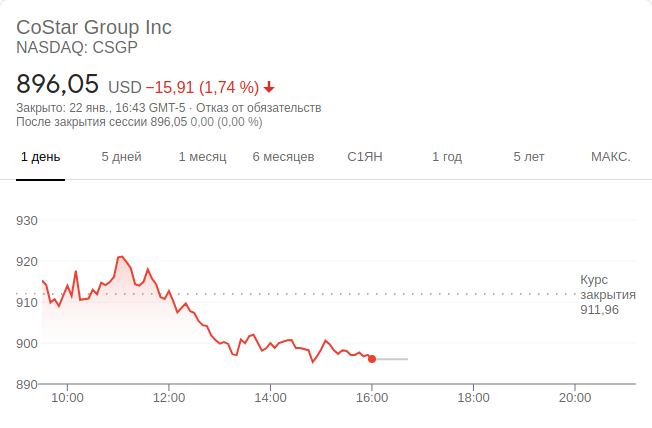 CoStar Group Inc
NASDAQ: CSGP
896,05 USD −15,91 (1,74 %)
Закрыто: 22 янв., 16:43 GMT-5 · Отказ от обязательств
После закрытия сессии 896,05 0,00 (0,00 %)
1 день 5 дней 1 месяц 6 месяцев С1ЯН 1 год 5 лет МАКС.
930
920
910
900
890
Курс
закрытия
911,96
10:00 12:00 14:00 16:00 18:00 20:00